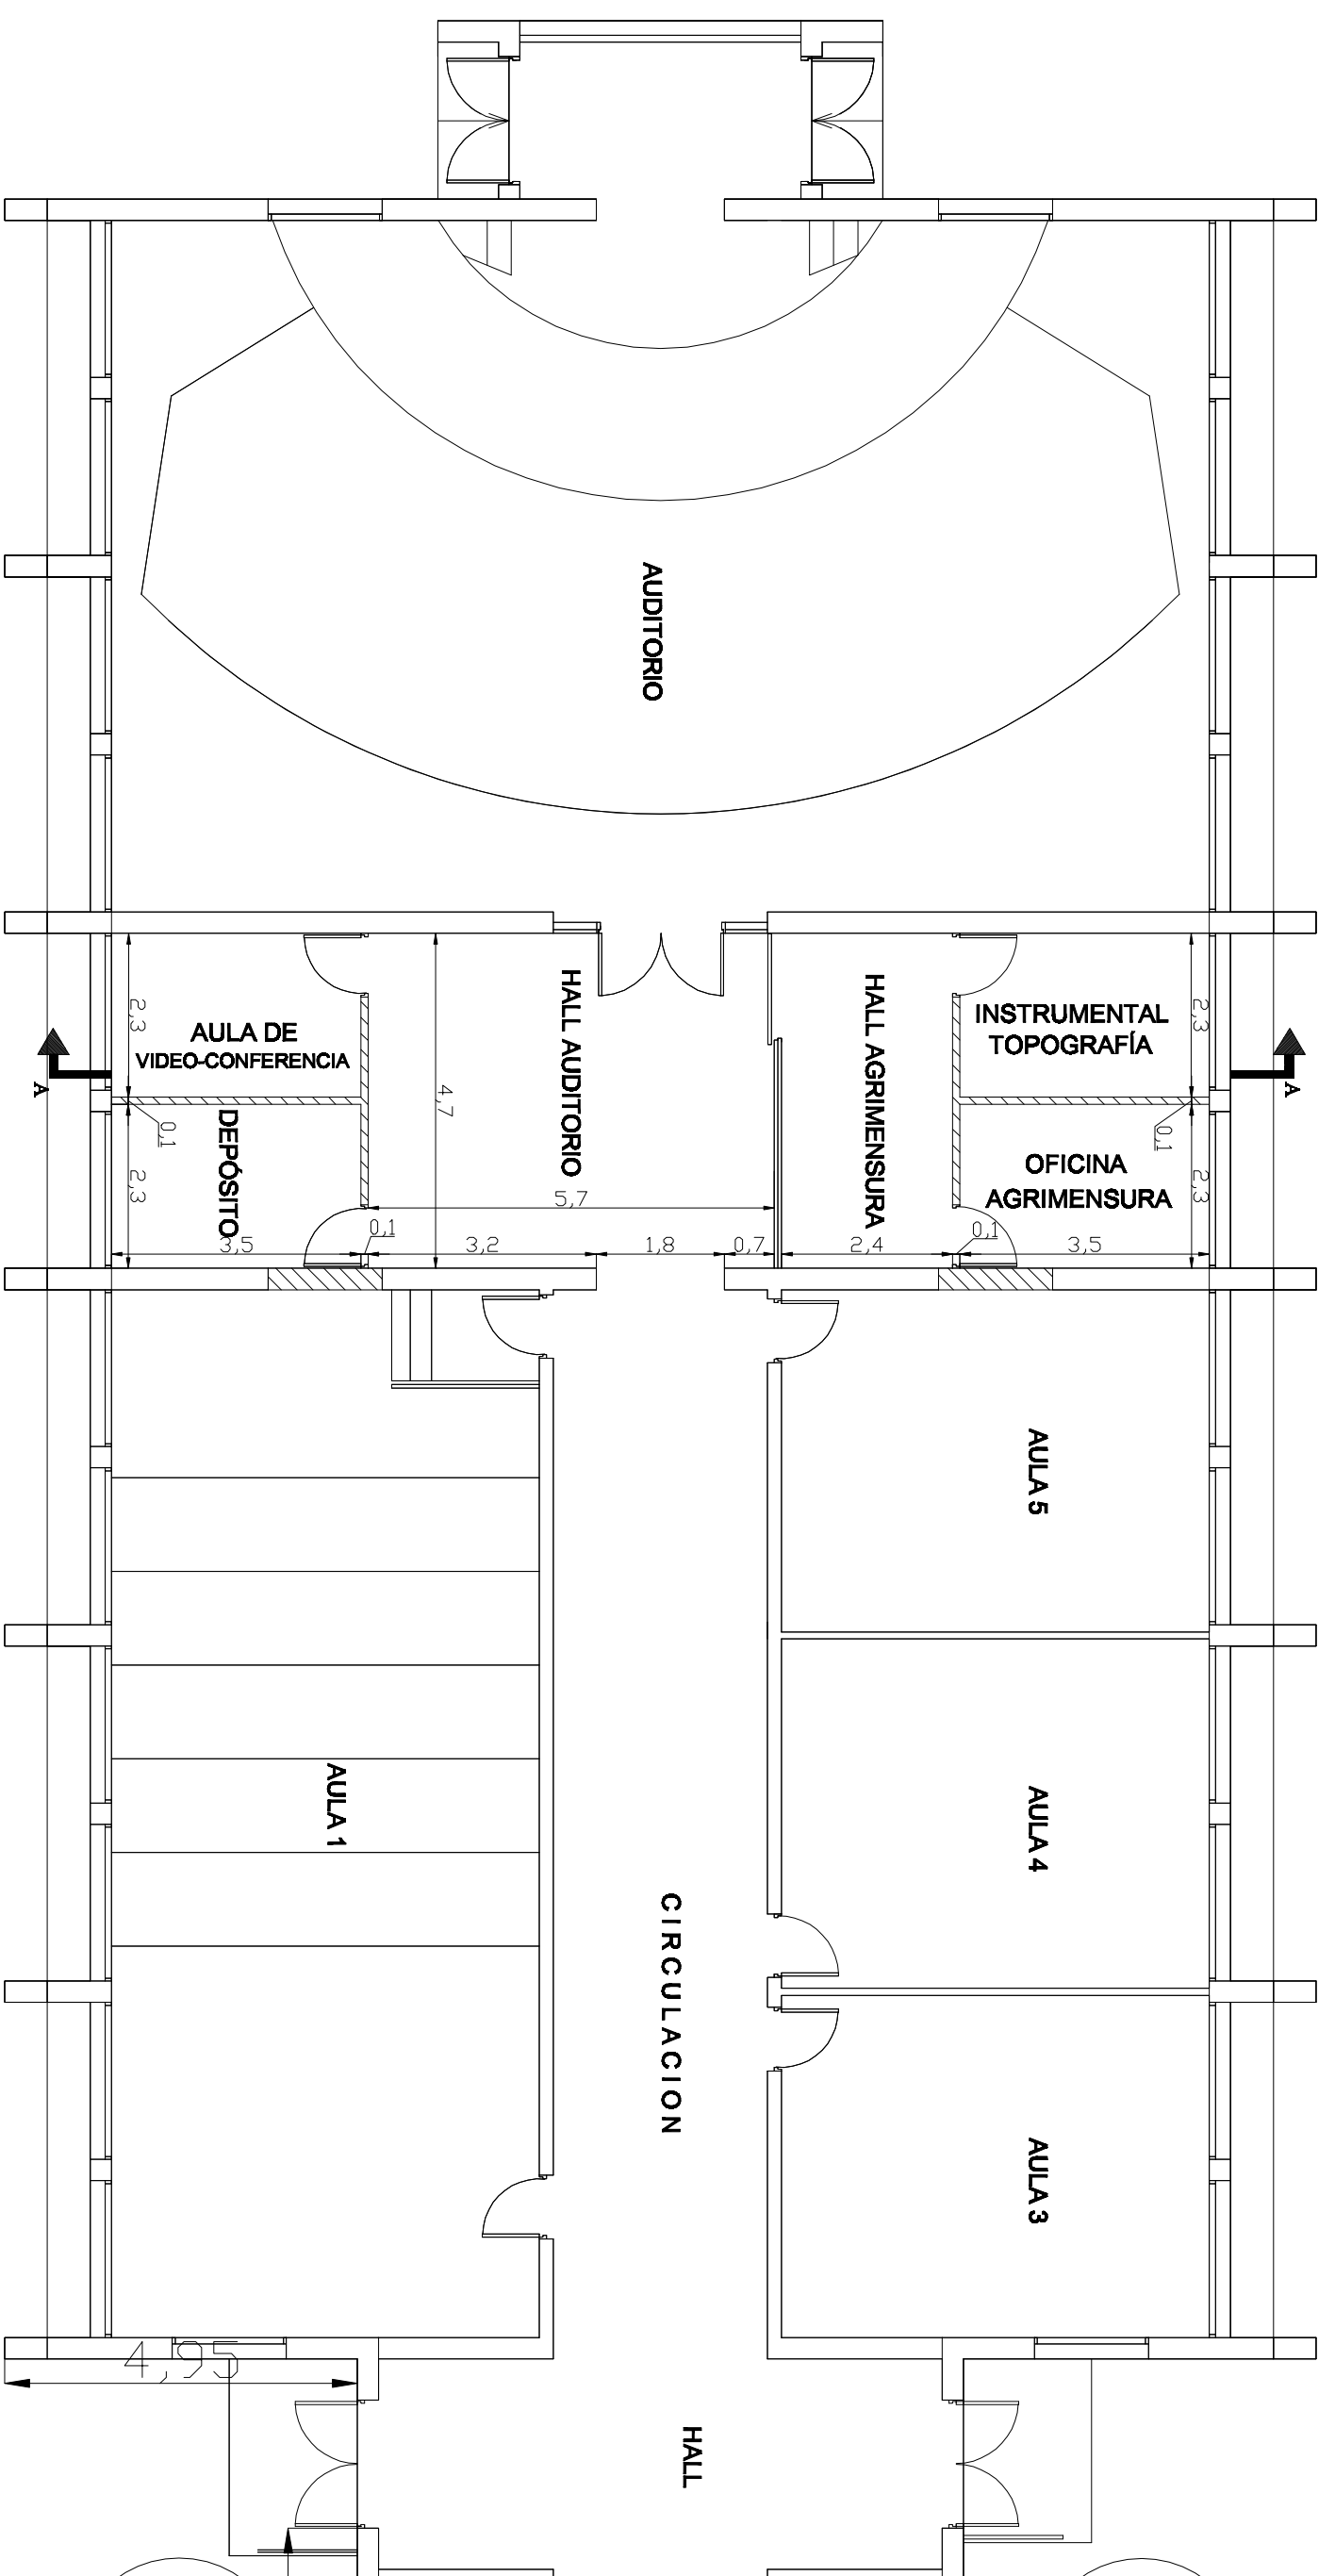 AUDITORIO
HALL AUDITORIO
HALL AGRIMENSURA
INSTRUMENTAL
TOPOGRAFÍA
AULA DE
VIDEO-CONFERENCIA
DEPÓSITO
OFICINA
AGRIMENSURA
2,3
2,3
A
A
4,7
0,1
0,1
2,3
2,3
5,7
3,5
0,1
3,2
1,8
0,7
2,4
0,1
3,5
AULA 5
AULA 4
AULA 1
CIRCULACION
AULA 3
4,95
HALL